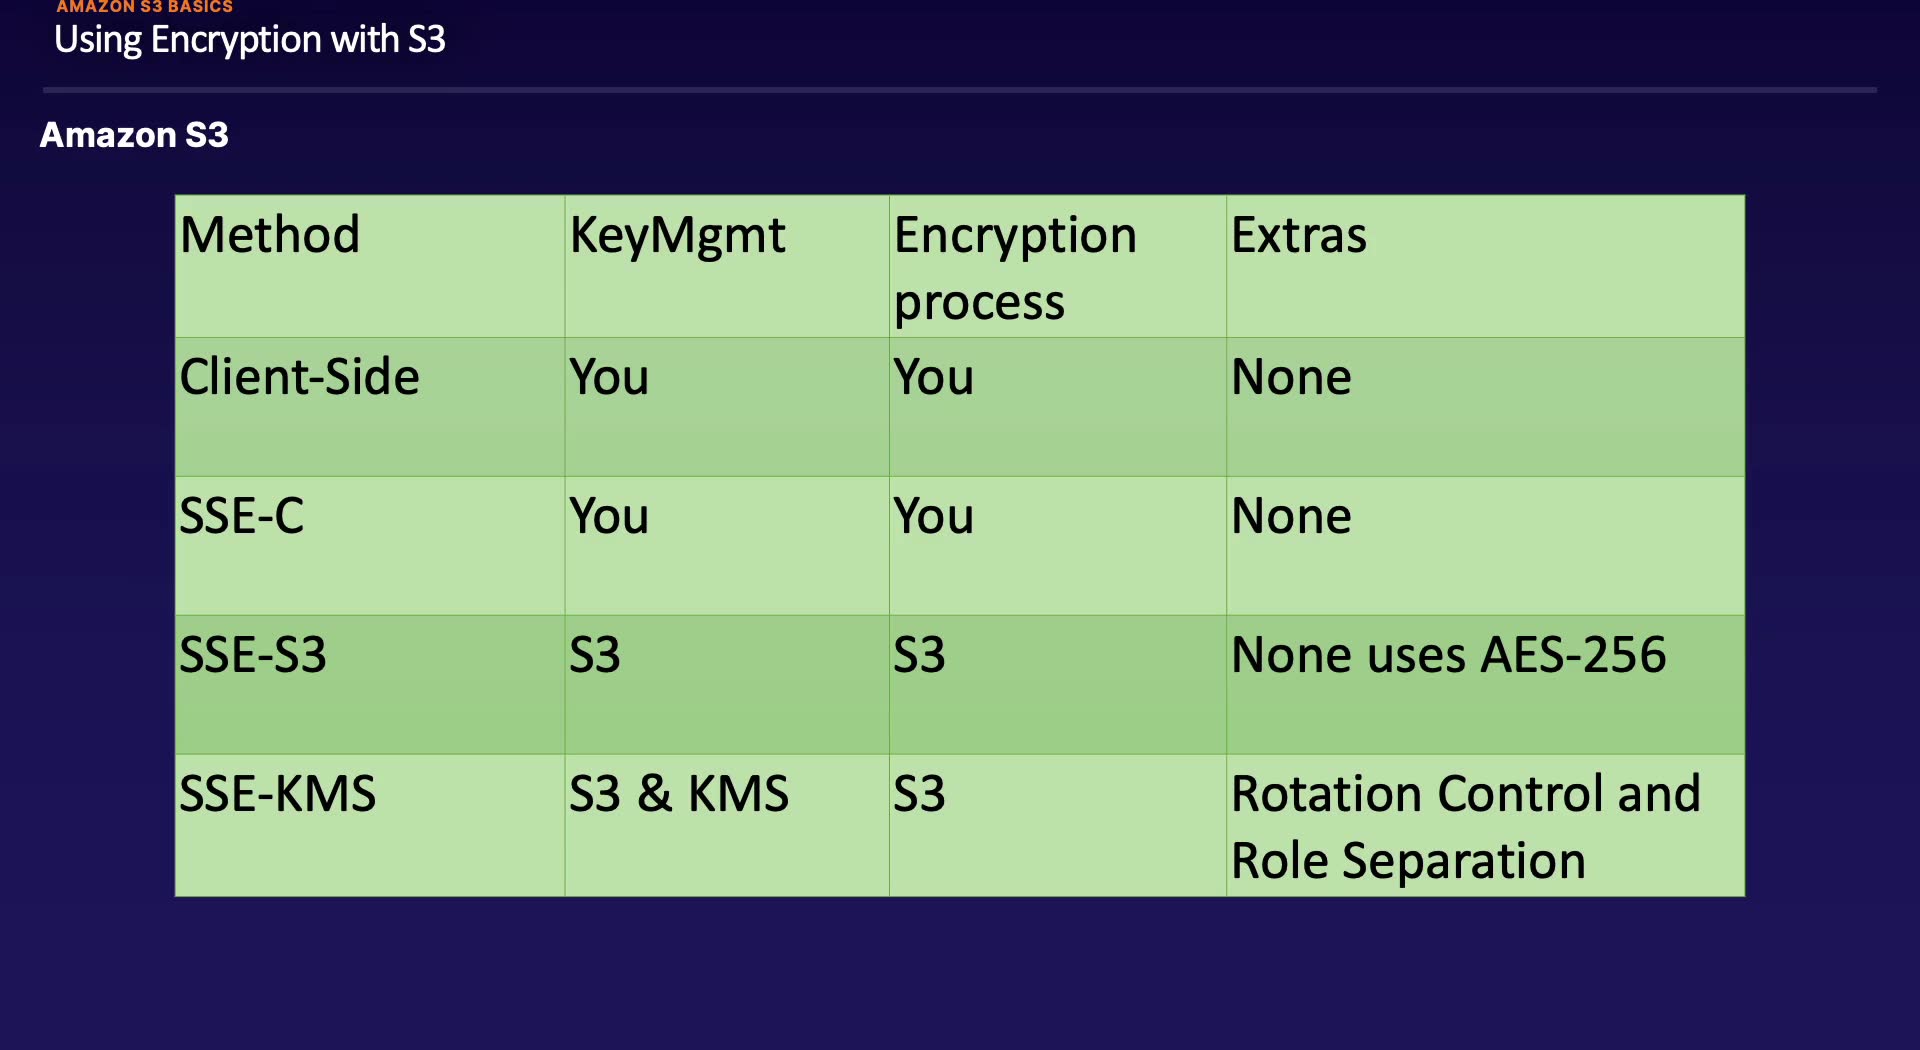 AMAZON S3 BASICS
Using Encryption with S3
Amazon S3
Method KeyMgmt Encryption process Extras
Client-Side You You None
SSE-C You You None
SSE-S3 S3 S3 None uses AES-256
SSE-KMS S3 & KMS S3 Rotation Control and Role Separation